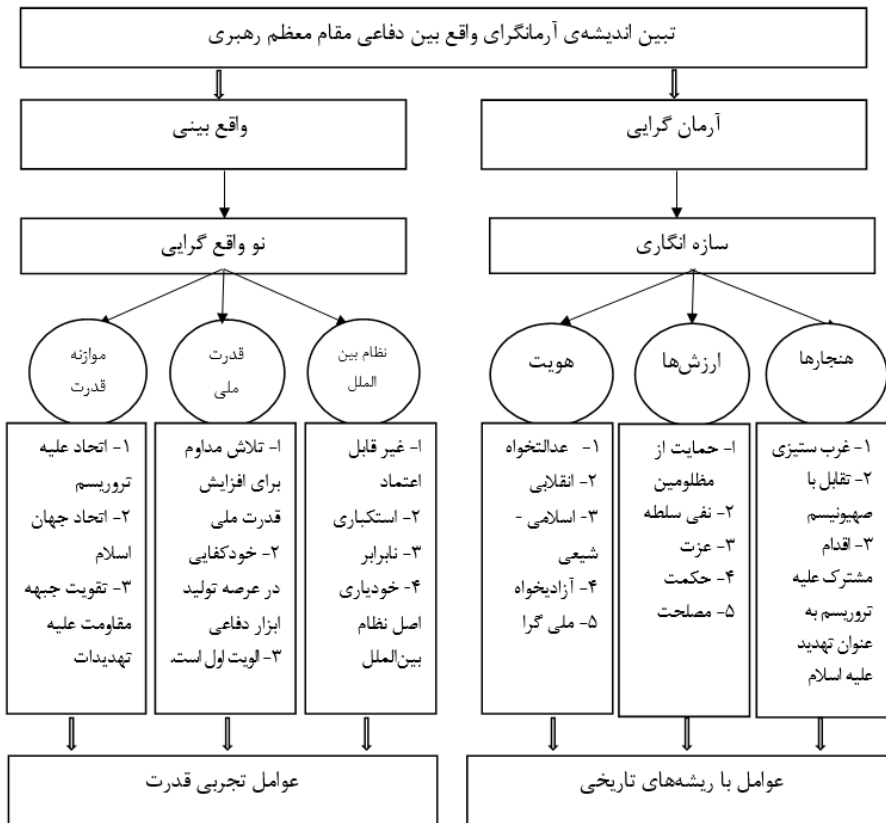 تبین اندیشه‌ی آرمانگرای واقع بین دفاعی مقام معظم رهبری
آرمان گرایی
واقع بینی
سازه انگاری
نو واقع گرایی
هنجارها
ارزش‌ها
هویت
نظام بین
الملل
قدرت
ملی
موازنه
قدرت
۱- غرب ستیزی
۲- تقابل با
صهیونیسم
۳- اقدام
مشترک علیه
تروریسم به
عنوان تهدید
علیه اسلام
۱- حمایت از
مظلومین
۲- نفی سلطه
۳- عزت
۴- حکمت
۵- مصلحت
۱- عدالتخواه
۲- انقلابی
۳- اسلامی -
شیعی
۴- آزادیخواه
۵- ملی گرا
۱- غیر قابل
اعتماد
۲- استکباری
۳- نابرابر
۴- خودیاری
اصل نظام
بین‌الملل
۱- تلاش مداوم
برای افزایش
قدرت ملی
۲- خودکفایی
در عرصه تولید
ابزار دفاعی
۳- الویت اول است.
۱- اتحاد علیه
تروریسم
۲- اتحاد جهان
اسلام
۳- تقویت جبهه
مقاومت علیه
تهدیدات
عوامل با ریشه‌های تاریخی
عوامل تجربی قدرت